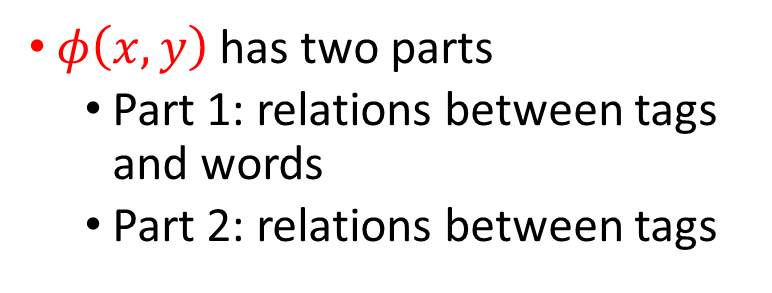 • ϕ(x, y) has two parts
• Part 1: relations between tags
and words
• Part 2: relations between tags